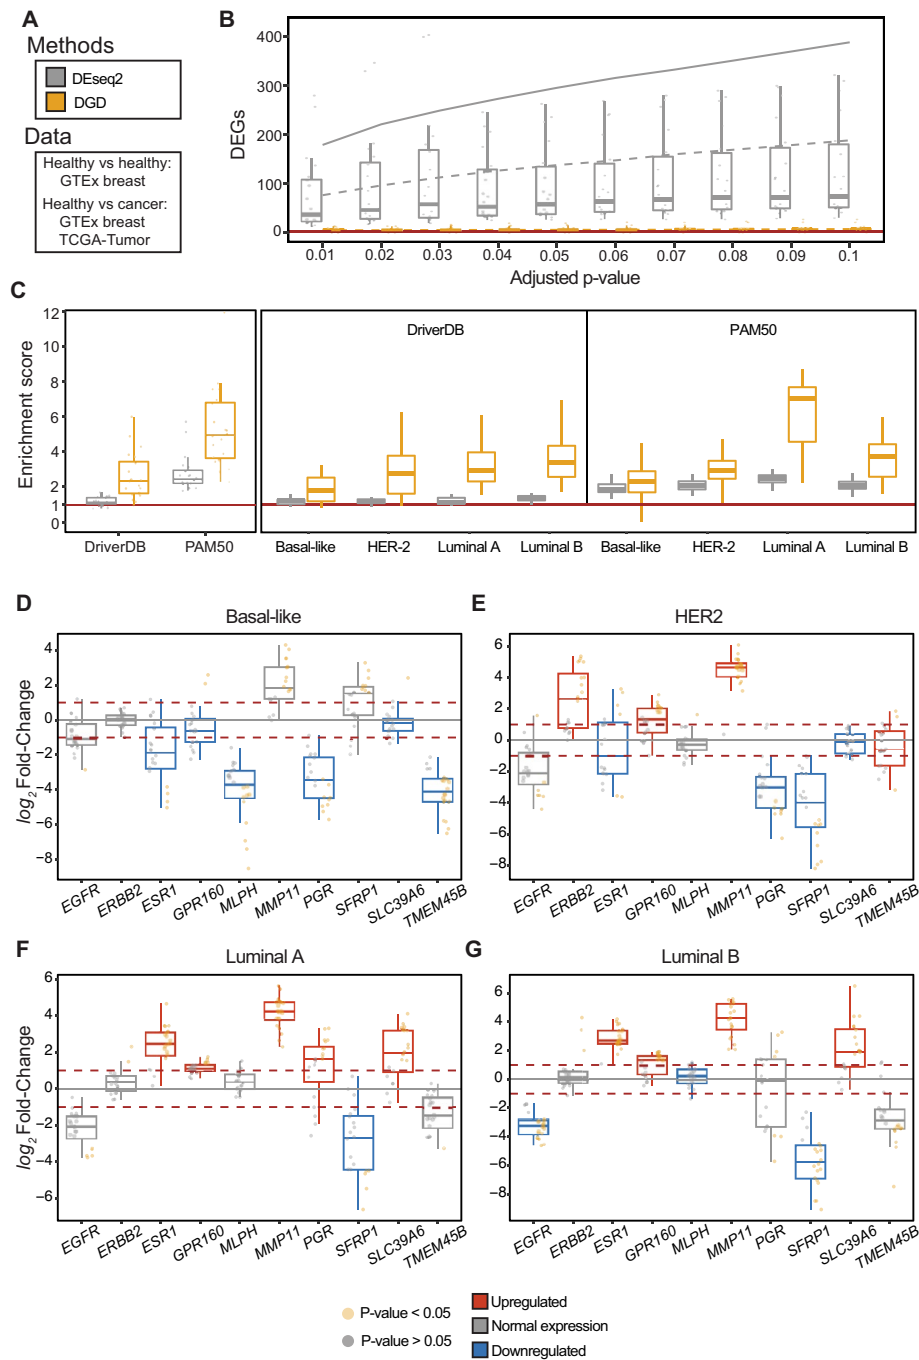 A
Methods
DEseq2
DGD
Data
Healthy vs healthy:
GTEx breast
Healthy vs cancer:
GTEx breast
TCGA-Tumor
B
DEGs
400
300
200
100
0
0.01 0.02 0.03 0.04 0.05 0.06 0.07 0.08 0.09 0.1
Adjusted p-value
C
Enrichment score
12
10
8
6
4
2
1
0
DriverDB PAM50
DriverDB PAM50
Basal-like HER-2 Luminal A Luminal B Basal-like HER-2 Luminal A Luminal B
D
Basal-like
log2 Fold-Change
4
2
0
−2
−4
−6
−8
EGFR ERBB2 ESR1 GPR160 MLPH MMP11 PGR SFRP1 SLC39A6 TMEM45B
E
HER2
6
4
2
0
−2
−4
−6
−8
EGFR ERBB2 ESR1 GPR160 MLPH MMP11 PGR SFRP1 SLC39A6 TMEM45B
F
Luminal A
log2 Fold-Change
6
4
2
0
−2
−4
−6
EGFR ERBB2 ESR1 GPR160 MLPH MMP11 PGR SFRP1 SLC39A6 TMEM45B
G
Luminal B
6
4
2
0
−2
−4
−6
−8
EGFR ERBB2 ESR1 GPR160 MLPH MMP11 PGR SFRP1 SLC39A6 TMEM45B
P-value < 0.05
P-value > 0.05
Upregulated
Normal expression
Downregulated